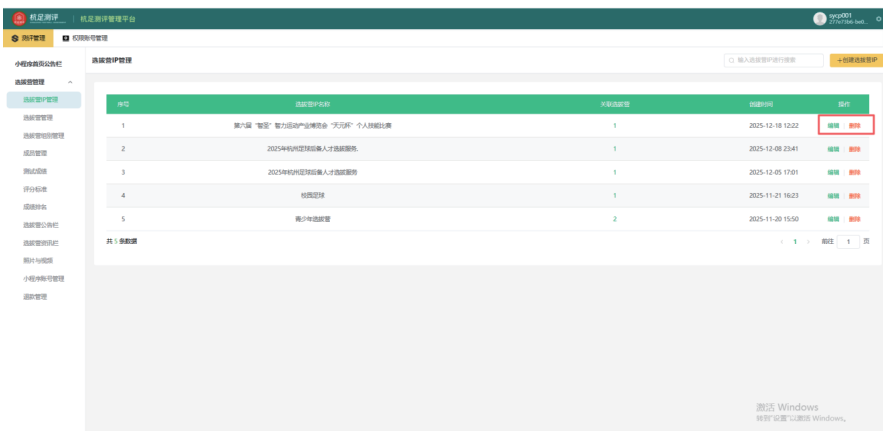 机足测评 机足测评管理平台 sycp001
277e73b6-be0...
测评管理 权限账号管理
小程序首页公告栏
选拔营管理
选拔营IP管理
选拔营管理
选拔营组别管理
成员管理
测试成绩
评分标准
成绩排名
选拔营公告栏
选拔营资讯栏
照片与视频
小程序账号管理
退款管理
选拔营IP管理 输入选拔营IP进行搜索 +创建选拔营IP
序号 选拔营IP名称 关联选拔营 创建时间 操作
1 第六届“智圣”智力运动产业博览会“天元杯”个人技能比赛 1 2025-12-18 12:22 编辑 删除
2 2025年杭州足球后备人才选拔服务. 1 2025-12-08 23:41 编辑 删除
3 2025年杭州足球后备人才选拔服务 1 2025-12-05 17:01 编辑 删除
4 校园足球 1 2025-11-21 16:23 编辑 删除
5 青少年选拔营 2 2025-11-20 15:50 编辑 删除
共 5 条数据 < 1 > 前往 1 页
激活 Windows
转到“设置”以激活 Windows。